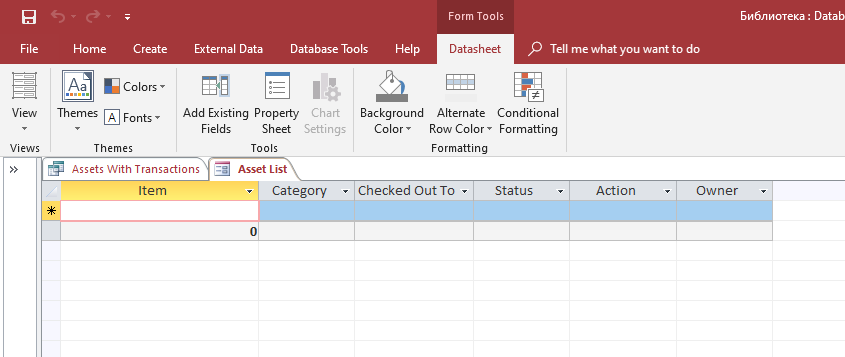 Form Tools
Библиотека : Datab
File Home Create External Data Database Tools Help Datasheet Tell me what you want to do
View
Views
Aa
Themes
Colors
A Fonts
Themes
Add Existing Fields
Property Sheet
Chart Settings
Tools
Background Color
Alternate Row Color
Conditional Formatting
Formatting
»
Assets With Transactions Asset List
Item Category Checked Out To Status Action Owner
0